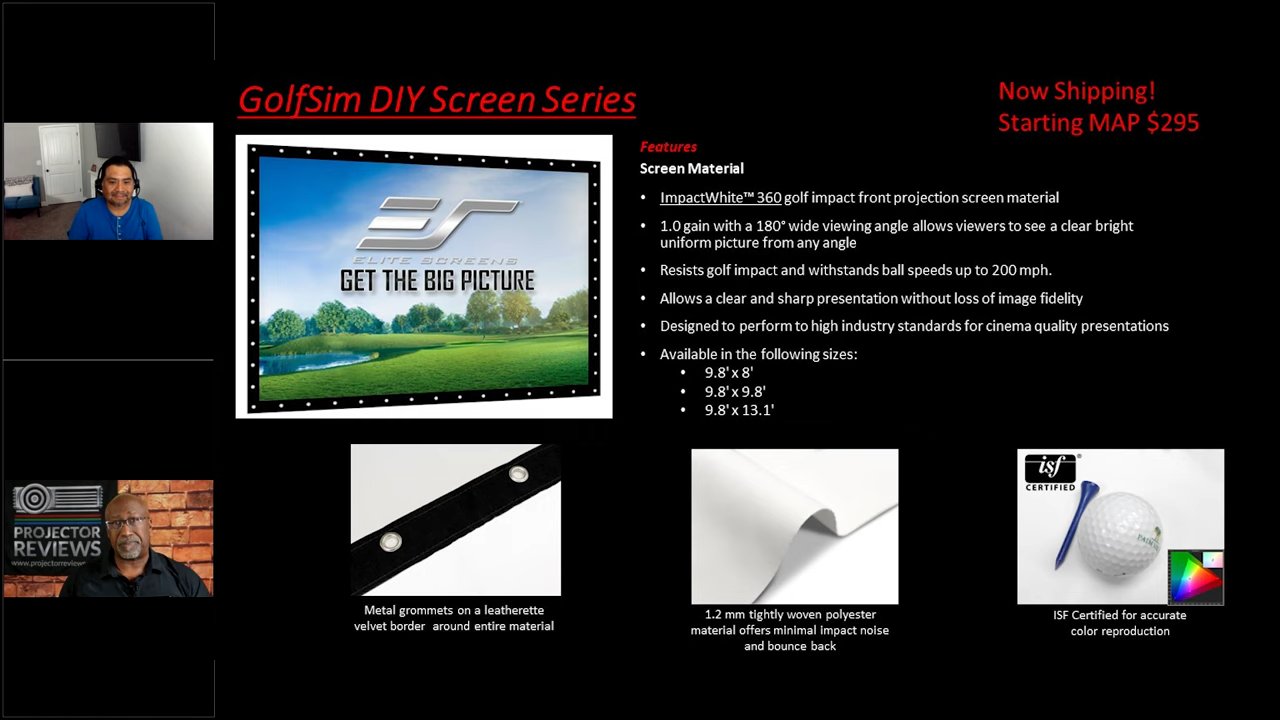 GolfSim DIY Screen Series
Now Shipping!
Starting MAP $295
ELITE SCREENS
GET THE BIG PICTURE
Features
Screen Material
• ImpactWhite™ 360 golf impact front projection screen material
• 1.0 gain with a 180° wide viewing angle allows viewers to see a clear bright
uniform picture from any angle
• Resists golf impact and withstands ball speeds up to 200 mph.
• Allows a clear and sharp presentation without loss of image fidelity
• Designed to perform to high industry standards for cinema quality presentations
• Available in the following sizes:
• 9.8' x 8'
• 9.8' x 9.8'
• 9.8' x 13.1'
PROJECTOR
REVIEWS
www.projectorreviews
Metal grommets on a leatherette
velvet border around entire material
1.2 mm tightly woven polyester
material offers minimal impact noise
and bounce back
isf®
CERTIFIED
ISF Certified for accurate
color reproduction